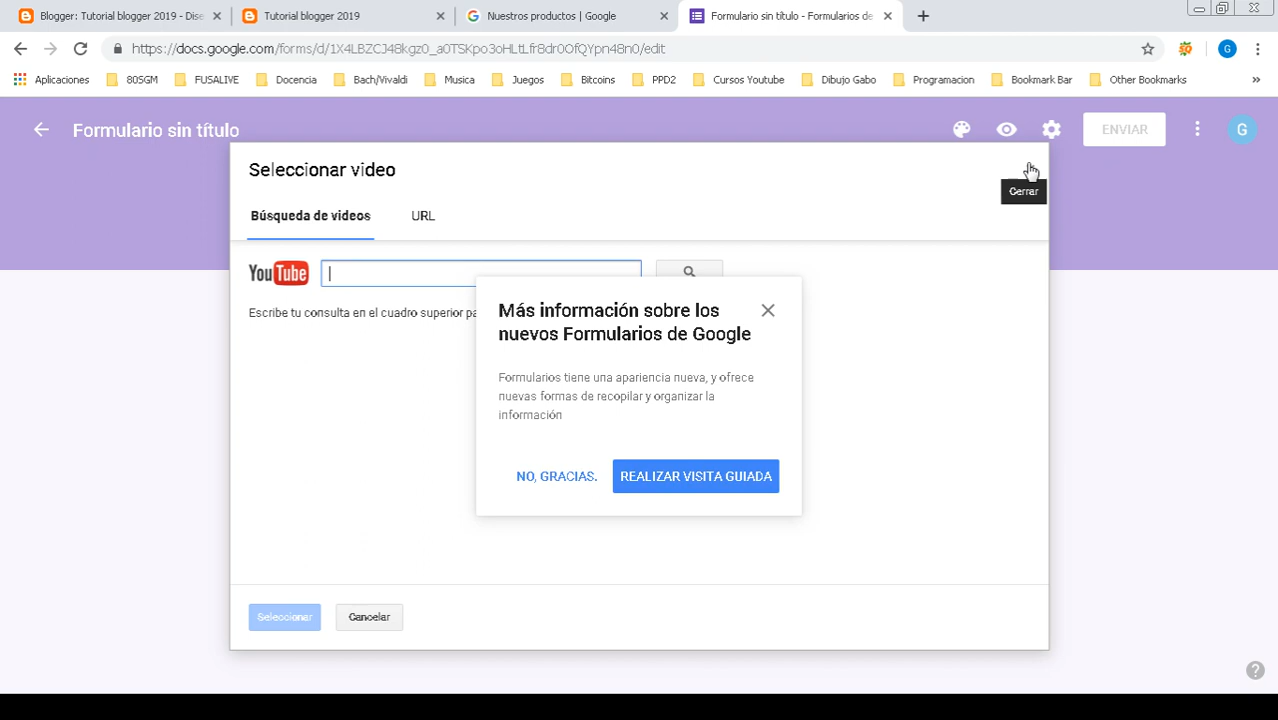 Blogger: Tutorial blogger 2019 - Dise
Tutorial blogger 2019
Nuestros productos | Google
Formulario sin título - Formularios de
https://docs.google.com/forms/d/1X4LBZCJ48kgz0_a0TSKpo3oHLtLfr8dr0OfQYpn48n0/edit
G
Aplicaciones
80SGM
FUSALIVE
Docencia
Bach/Vivaldi
Musica
Juegos
Bitcoins
PPD2
Cursos Youtube
Dibujo Gabo
Programacion
Bookmark Bar
Other Bookmarks
Formulario sin título
ENVIAR
G
Seleccionar video
Cerrar
Búsqueda de videos
URL
YouTube
Escribe tu consulta en el cuadro superior pa
Más información sobre los
nuevos Formularios de Google
Formularios tiene una apariencia nueva, y ofrece
nuevas formas de recopilar y organizar la
información
NO, GRACIAS.
REALIZAR VISITA GUIADA
Seleccionar
Cancelar